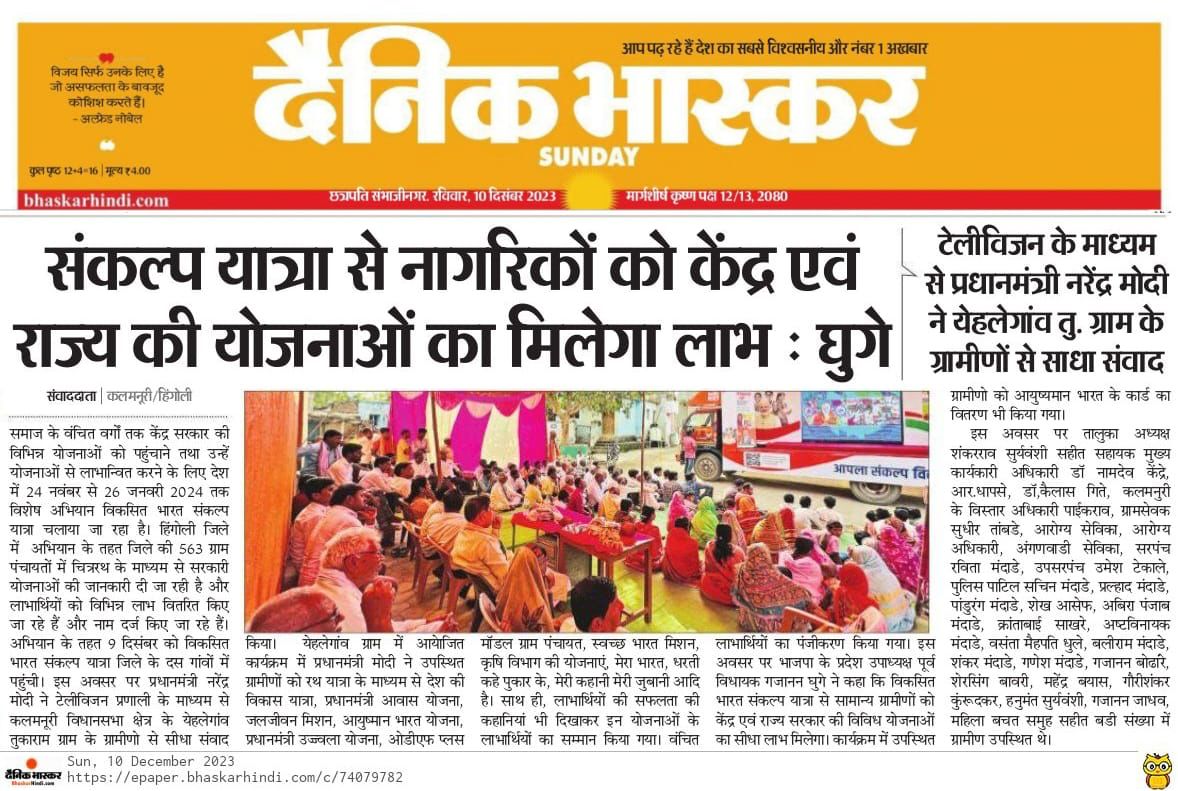 आप पढ़ रहे हैं देश का सबसे विश्वसनीय और नंबर 1 अखबार
विजय सिर्फ उनके लिए है
जो असफलता के बावजूद
कोशिश करते हैं।
- अल्फ्रेड नोबेल
दैनिक भास्कर
SUNDAY
कुल पृष्ठ 12+4=16 | मूल्य ₹4.00
bhaskarhindi.com
छत्रपति संभाजीनगर. रविवार, 10 दिसंबर 2023
मार्गशीर्ष कृष्ण पक्ष 12/13, 2080
संकल्प यात्रा से नागरिकों को केंद्र एवं
राज्य की योजनाओं का मिलेगा लाभ : घुगे
टेलीविजन के माध्यम
से प्रधानमंत्री नरेंद्र मोदी
ने येहलेगांव तु. ग्राम के
ग्रामीणों से साधा संवाद
संवाददाता | कलमनूरी/हिंगोली
समाज के वंचित वर्गों तक केंद्र सरकार की
विभिन्न योजनाओं को पहुंचाने तथा उन्हें
योजनाओं से लाभान्वित करने के लिए देश
में 24 नवंबर से 26 जनवरी 2024 तक
विशेष अभियान विकसित भारत संकल्प
यात्रा चलाया जा रहा है। हिंगोली जिले
में अभियान के तहत जिले की 563 ग्राम
पंचायतों में चित्ररथ के माध्यम से सरकारी
योजनाओं की जानकारी दी जा रही है और
लाभार्थियों को विभिन्न लाभ वितरित किए
जा रहे हैं और नाम दर्ज किए जा रहे हैं।
अभियान के तहत 9 दिसंबर को विकसित
भारत संकल्प यात्रा जिले के दस गांवों में
पहुंची। इस अवसर पर प्रधानमंत्री नरेंद्र
मोदी ने टेलीविजन प्रणाली के माध्यम से
कलमनूरी विधानसभा क्षेत्र के येहलेगांव
तुकाराम ग्राम के ग्रामीणो से सीधा संवाद
आपला संकल्प वि
किया। येहलेगांव ग्राम में आयोजित
कार्यक्रम में प्रधानमंत्री मोदी ने उपस्थित
ग्रामीणों को रथ यात्रा के माध्यम से देश की
विकास यात्रा, प्रधानमंत्री आवास योजना,
जलजीवन मिशन, आयुष्मान भारत योजना,
प्रधानमंत्री उज्ज्वला योजना, ओडीएफ प्लस
मॉडल ग्राम पंचायत, स्वच्छ भारत मिशन,
कृषि विभाग की योजनाएं, मेरा भारत, धरती
कहे पुकार के, मेरी कहानी मेरी जुबानी आदि
है। साथ ही, लाभार्थियों की सफलता की
कहानियां भी दिखाकर इन योजनाओं के
लाभार्थियों का सम्मान किया गया। वंचित
लाभार्थियों का पंजीकरण किया गया। इस
अवसर पर भाजपा के प्रदेश उपाध्यक्ष पूर्व
विधायक गजानन घुगे ने कहा कि विकसित
भारत संकल्प यात्रा से सामान्य ग्रामीणों को
केंद्र एवं राज्य सरकार की विविध योजनाओं
का सीधा लाभ मिलेगा। कार्यक्रम में उपस्थित
ग्रामीणो को आयुष्यमान भारत के कार्ड का
वितरण भी किया गया।
इस अवसर पर तालुका अध्यक्ष
शंकरराव सुर्यवंशी सहीत सहायक मुख्य
कार्यकारी अधिकारी डॉ नामदेव केंद्रे,
आर.धापसे, डॉ.कैलास गिते, कलमनुरी
के विस्तार अधिकारी पाईकराव, ग्रामसेवक
सुधीर तांबडे, आरोग्य सेविका, आरोग्य
अधिकारी, अंगणवाडी सेविका, सरपंच
रविता मंदाडे, उपसरपंच उमेश टेकाले,
पुलिस पाटिल सचिन मंदाडे, प्रल्हाद मंदाडे,
पांडुरंग मंदाडे, शेख आसेफ, अबिरा पंजाब
मंदाडे, क्रांताबाई साखरे, अष्टविनायक
मंदाडे, वसंता मैहपति धुले, बलीराम मंदाडे,
शंकर मंदाडे, गणेश मंदाडे, गजानन बोढारे,
शेरसिंग बावरी, महेंद्र बयास, गौरीशंकर
कुंरूदकर, हनुमंत सुर्यवंशी, गजानन जाधव,
महिला बचत समुह सहीत बडी संख्या में
ग्रामीण उपस्थित थे।
दैनिक भास्कर
BhaskarHindi.com
Sun, 10 December 2023
https://epaper.bhaskarhindi.com/c/74079782